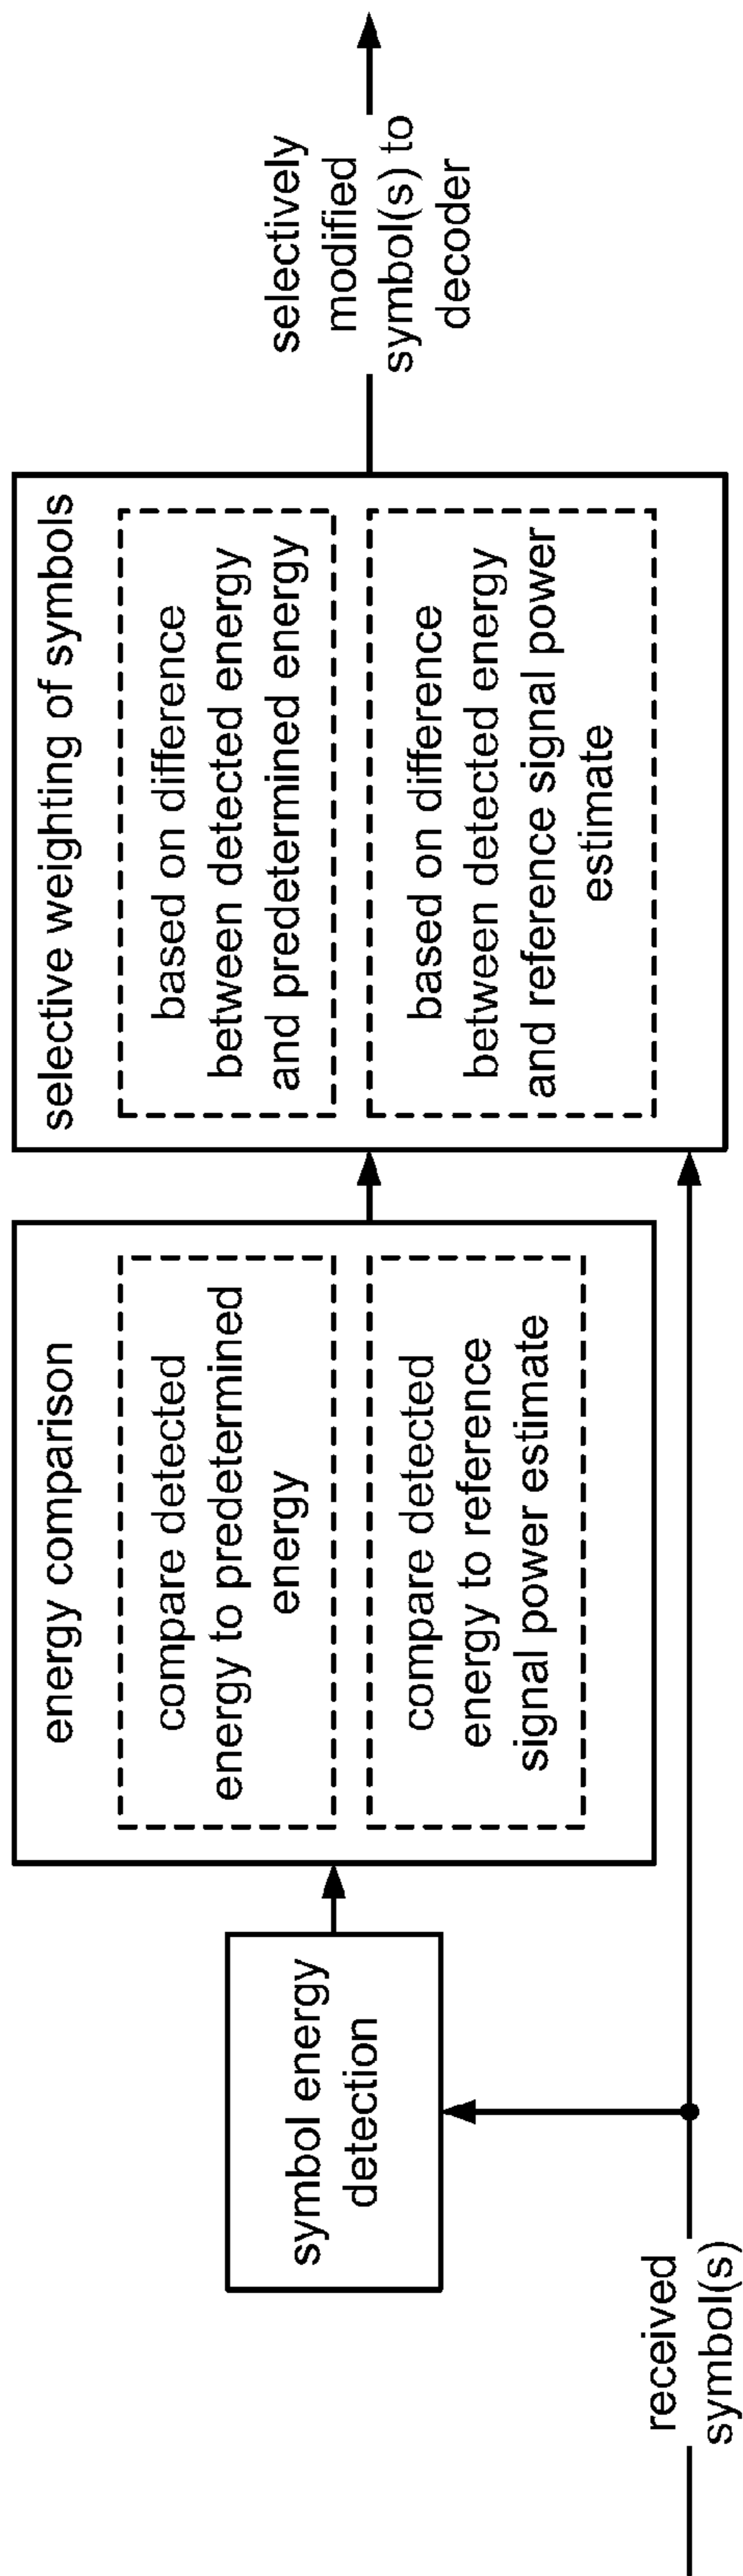 received
symbol(s)
symbol energy
detection
energy comparison
compare detected
energy to predetermined
energy
compare detected
energy to reference
signal power estimate
selective weighting of symbols
based on difference
between detected energy
and predetermined energy
based on difference
between detected energy
and reference signal power
estimate
selectively
modified
symbol(s) to
decoder